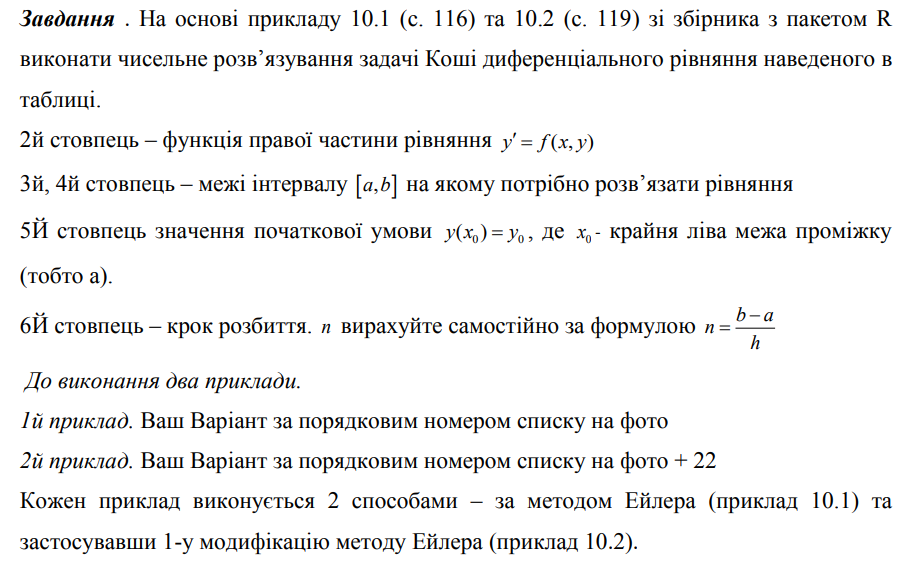 Завдання . На основі прикладу 10.1 (с. 116) та 10.2 (с. 119) зі збірника з пакетом R
виконати чисельне розв’язування задачі Коші диференціального рівняння наведеного в
таблиці.
2й стовпець – функція правої частини рівняння y′ = f(x, y)
3й, 4й стовпець – межі інтервалу [a,b] на якому потрібно розв’язати рівняння
5Й стовпець значення початкової умови y(x₀) = y₀, де x₀ - крайня ліва межа проміжку
(тобто а).
6Й стовпець – крок розбиття. n вирахуйте самостійно за формулою n = (b − a)/h
До виконання два приклади.
1й приклад. Ваш Варіант за порядковим номером списку на фото
2й приклад. Ваш Варіант за порядковим номером списку на фото + 22
Кожен приклад виконується 2 способами – за методом Ейлера (приклад 10.1) та
застосувавши 1-у модифікацію методу Ейлера (приклад 10.2).